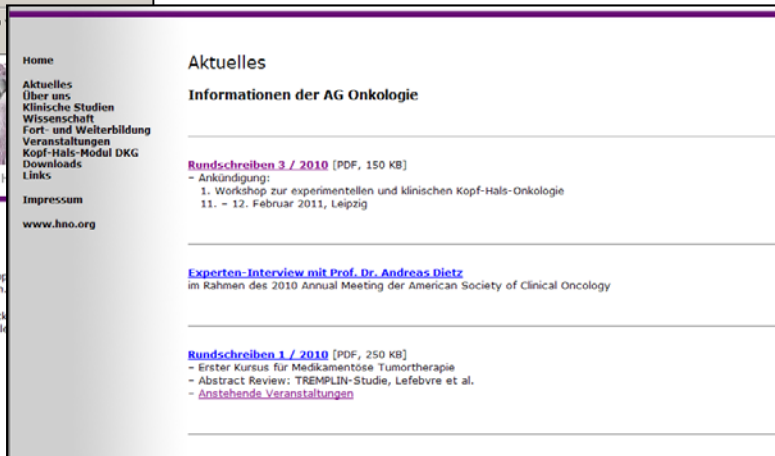 Home
Aktuelles
Über uns
Klinische Studien
Wissenschaft
Fort- und Weiterbildung
Veranstaltungen
Kopf-Hals-Modul DKG
Downloads
Links
Impressum
www.hno.org
Aktuelles
Informationen der AG Onkologie
Rundschreiben 3 / 2010 [PDF, 150 KB]
– Ankündigung:
1. Workshop zur experimentellen und klinischen Kopf-Hals-Onkologie
11. – 12. Februar 2011, Leipzig
Experten-Interview mit Prof. Dr. Andreas Dietz
im Rahmen des 2010 Annual Meeting der American Society of Clinical Oncology
Rundschreiben 1 / 2010 [PDF, 250 KB]
– Erster Kursus für Medikamentöse Tumortherapie
– Abstract Review: TREMPLIN-Studie, Lefebvre et al.
– Anstehende Veranstaltungen